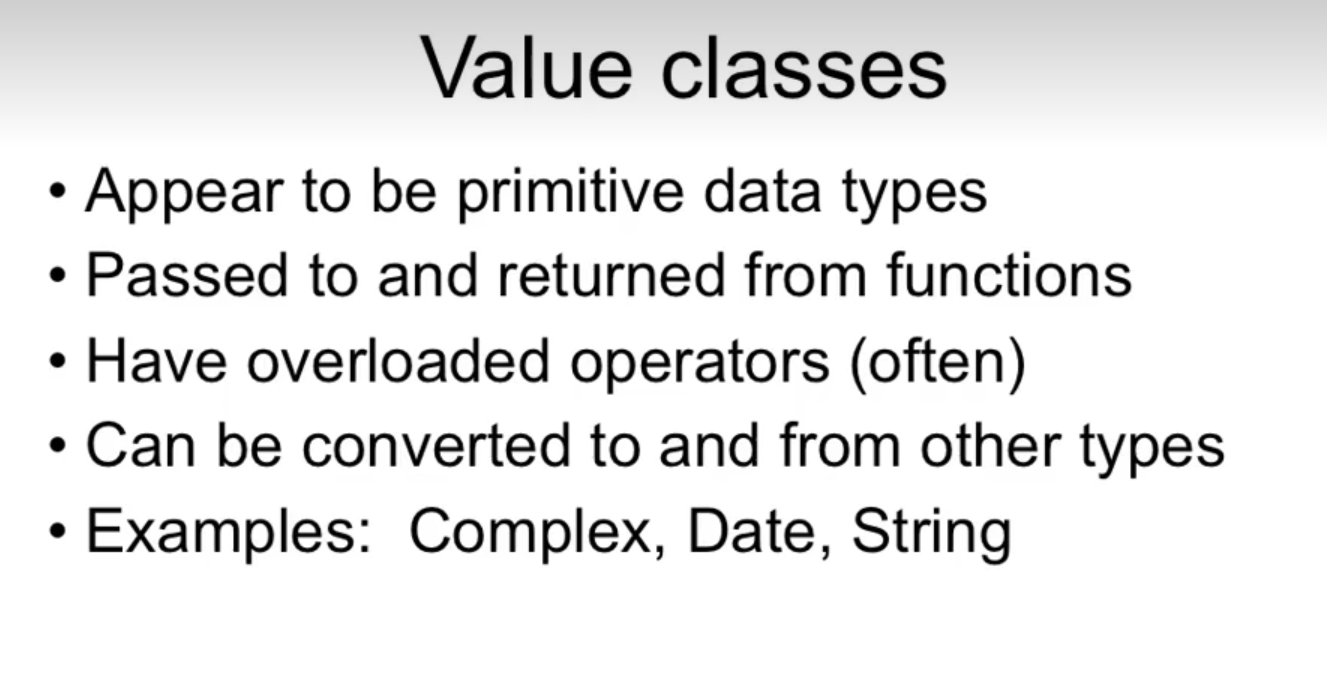 Value classes
• Appear to be primitive data types
• Passed to and returned from functions
• Have overloaded operators (often)
• Can be converted to and from other types
• Examples:  Complex, Date, String